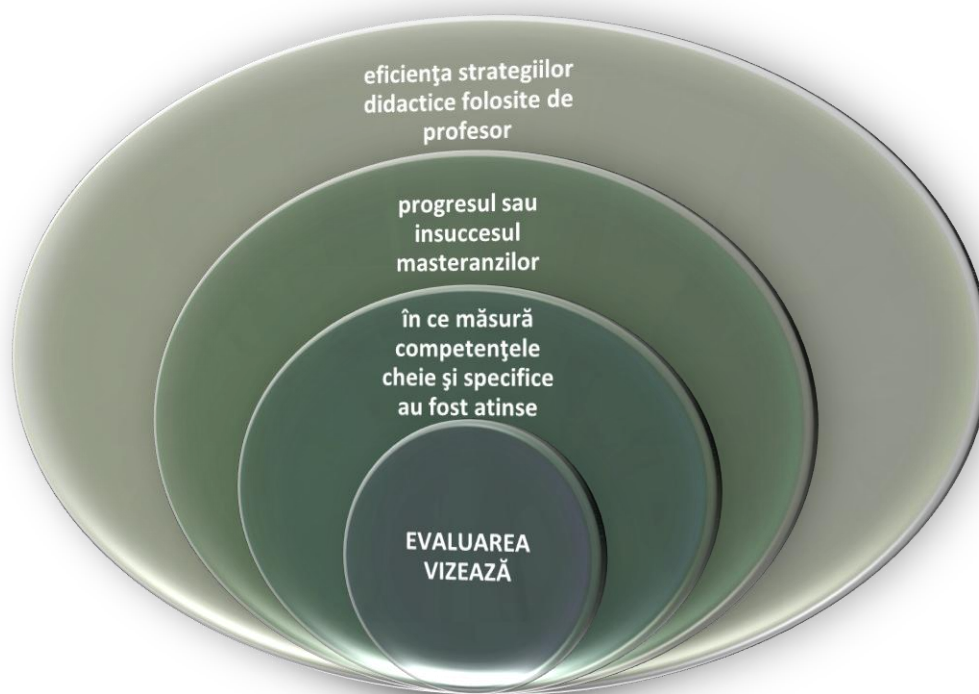 eficienţa strategiilor
didactice folosite de
profesor
progresul sau
insuccesul
masteranzilor
în ce măsură
competenţele
cheie şi specifice
au fost atinse
EVALUAREA
VIZEAZĂ